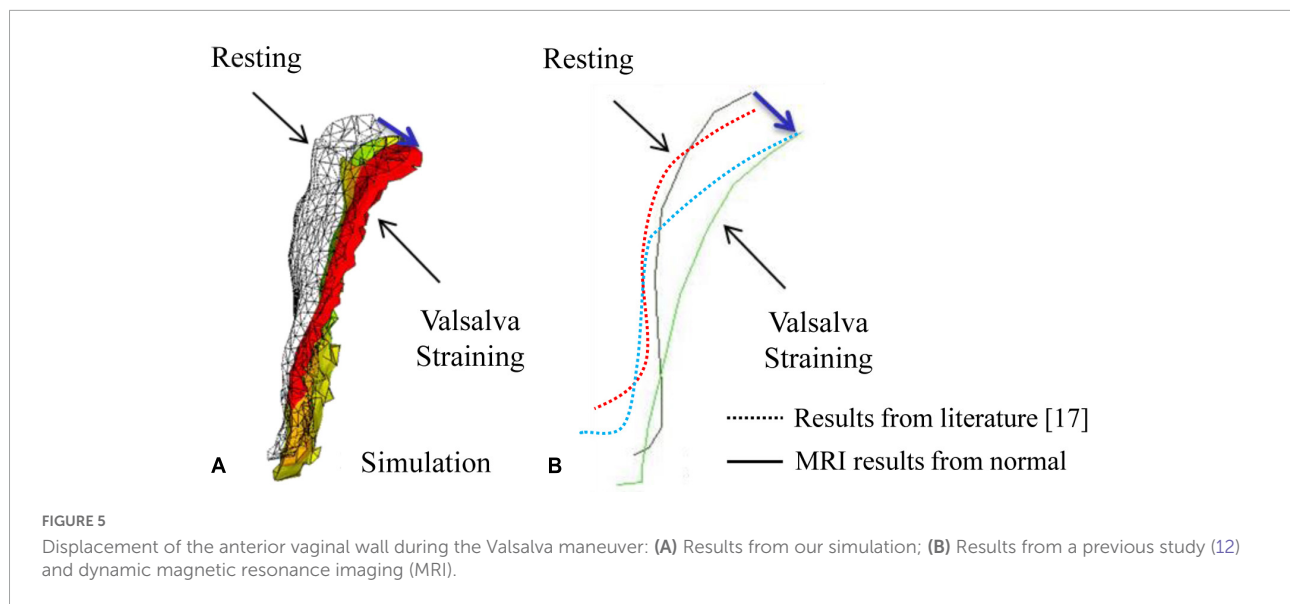 Resting
Resting
Valsalva
Straining
Valsalva
Straining
Results from literature [17]
MRI results from normal
A
Simulation
B
FIGURE 5
Displacement of the anterior vaginal wall during the Valsalva maneuver: (A) Results from our simulation; (B) Results from a previous study (12)
and dynamic magnetic resonance imaging (MRI).